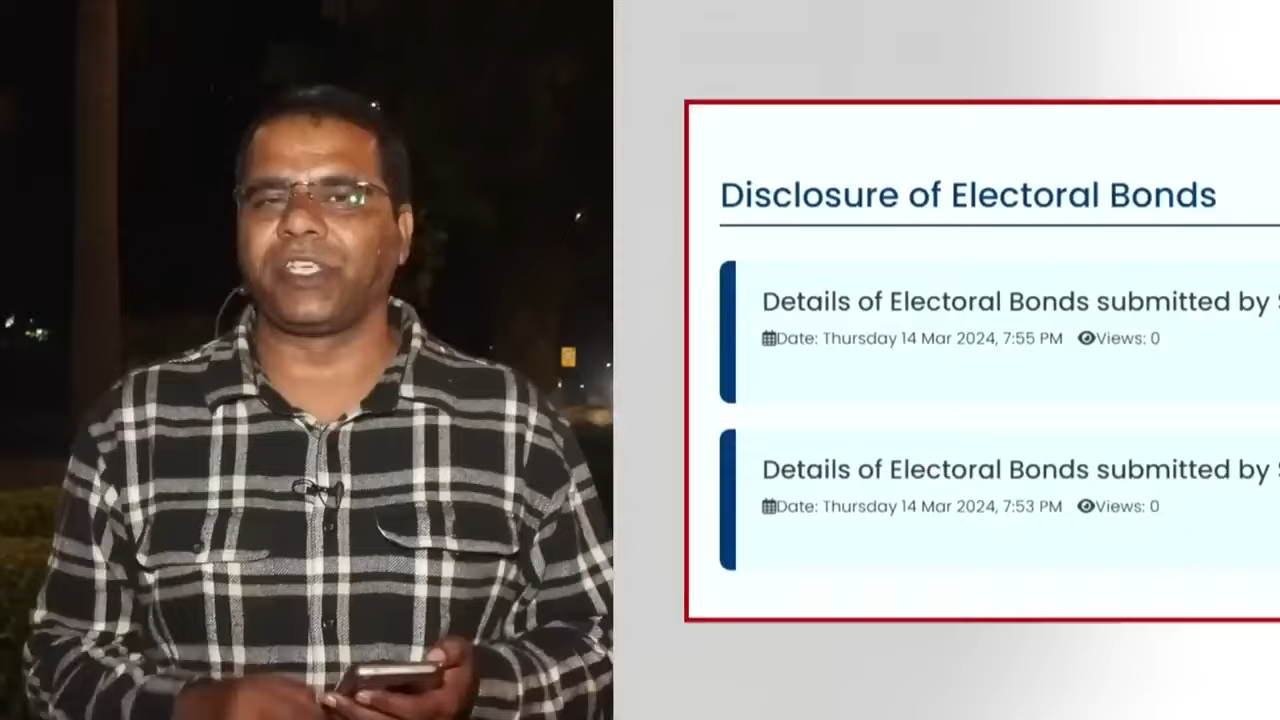 Disclosure of Electoral Bonds
Details of Electoral Bonds submitted by
Date: Thursday 14 Mar 2024, 7:55 PM Views: 0
Details of Electoral Bonds submitted by
Date: Thursday 14 Mar 2024, 7:53 PM Views: 0